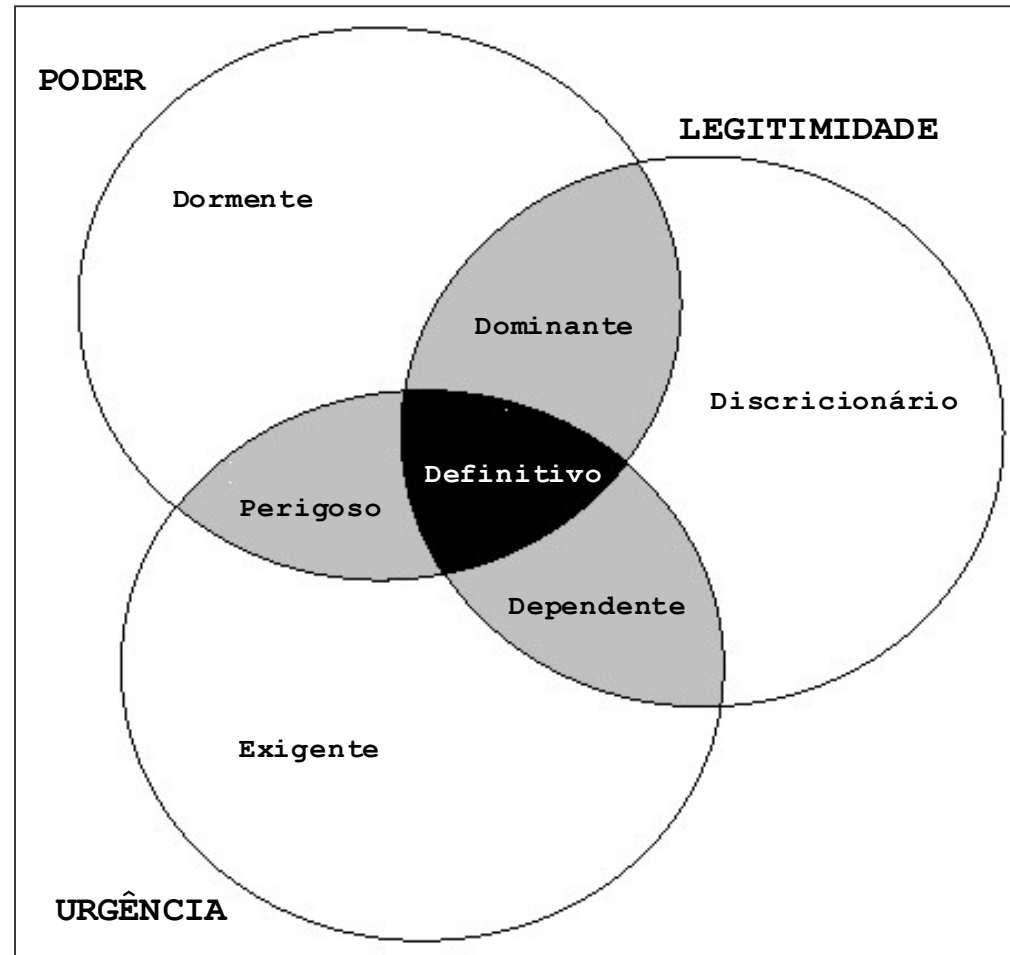 PODER
LEGITIMIDADE
Dormente
Dominante
Discricionário
Definitivo
Perigoso
Dependente
Exigente
URGÊNCIA